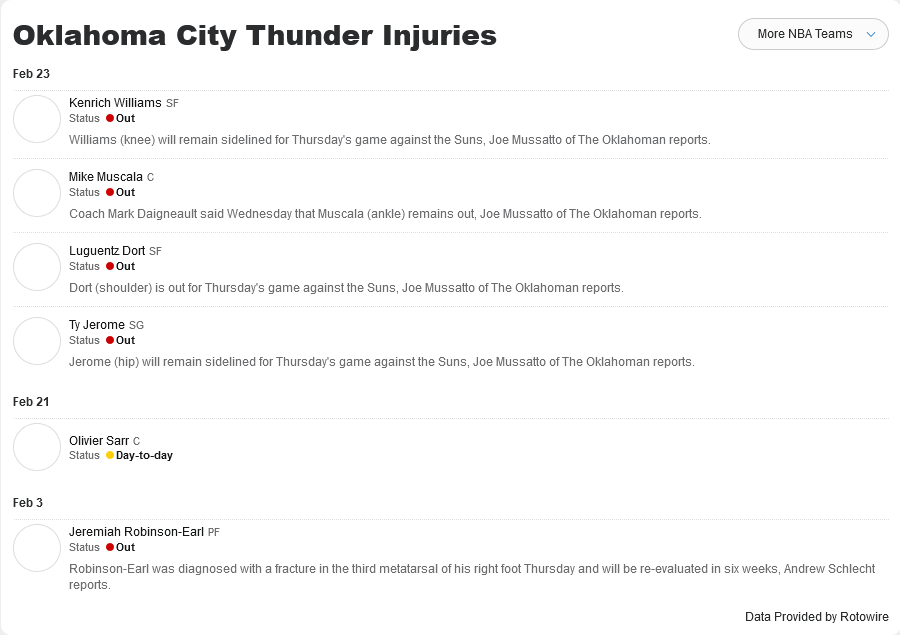 Oklahoma City Thunder Injuries
More NBA Teams
Feb 23
Kenrich Williams SF
Status Out
Williams (knee) will remain sidelined for Thursday's game against the Suns, Joe Mussatto of The Oklahoman reports.
Mike Muscala C
Status Out
Coach Mark Daigneault said Wednesday that Muscala (ankle) remains out, Joe Mussatto of The Oklahoman reports.
Luguentz Dort SF
Status Out
Dort (shoulder) is out for Thursday's game against the Suns, Joe Mussatto of The Oklahoman reports.
Ty Jerome SG
Status Out
Jerome (hip) will remain sidelined for Thursday's game against the Suns, Joe Mussatto of The Oklahoman reports.
Feb 21
Olivier Sarr C
Status Day-to-day
Feb 3
Jeremiah Robinson-Earl PF
Status Out
Robinson-Earl was diagnosed with a fracture in the third metatarsal of his right foot Thursday and will be re-evaluated in six weeks, Andrew Schlecht
reports.
Data Provided by Rotowire